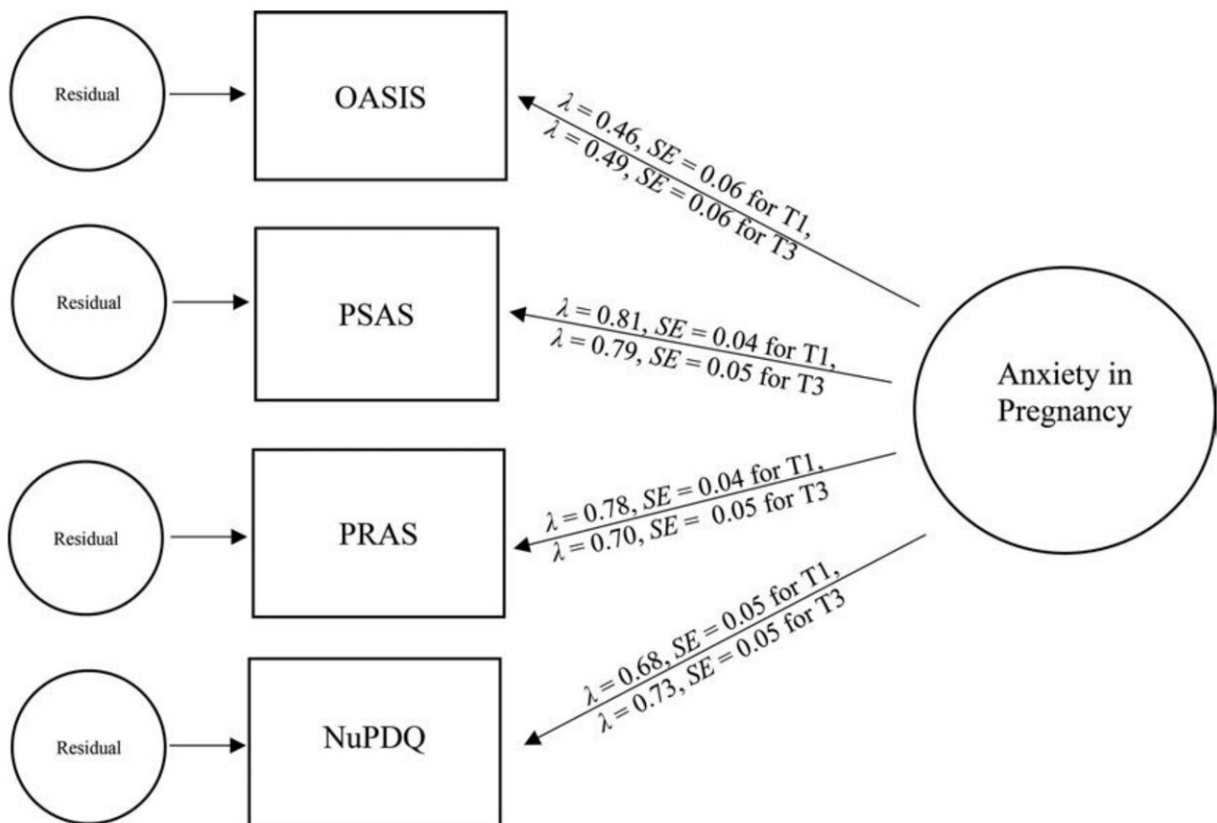 Residual
OASIS
λ = 0.46, SE = 0.06 for T1,
λ = 0.49, SE = 0.06 for T3
Residual
PSAS
λ = 0.81, SE = 0.04 for T1,
λ = 0.79, SE = 0.05 for T3
Anxiety in
Pregnancy
Residual
PRAS
λ = 0.78, SE = 0.04 for T1,
λ = 0.70, SE = 0.05 for T3
Residual
NuPDQ
λ = 0.68, SE = 0.05 for T1,
λ = 0.73, SE = 0.05 for T3